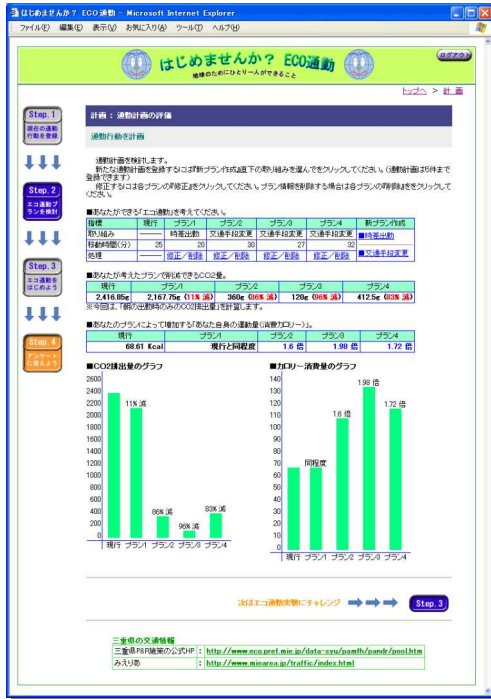 はじめませんか? ECO通勤 - Microsoft Internet Explorer
ファイル(F) 編集(E) 表示(V) お気に入り(A) ツール(T) ヘルプ(H)
はじめませんか? ECO通勤
地球のためにひとり一人ができること
ログアウト
トップへ > 計 画
Step.1
現在の通勤
行動を登録
Step.2
エコ通勤プ
ランを検討
Step.3
エコ通勤を
はじめよう
Step.4
アンケート
に答えよう
計画 : 通勤計画の評価
通勤行動を計画
通勤計画を検討します。
新たな通勤計画を登録するには『新プラン作成』直下の取り組みを選んでをクリックしてください。(通勤計画は5件まで
登録できます)
修正するには各プランの『修正』をクリックしてください。プラン情報を削除する場合は各プランの『削除』ををクリックして
ください。
■あなたができる「エコ通勤」を考えてください。
指標 現行 プラン1 プラン2 プラン3 プラン4 新プラン作成
取り組み ―― 時差出勤 交通手段変更 交通手段変更 交通手段変更 ■時差出勤
移動時間(分) 25 20 30 27 32
処理 ―― 修正/削除 修正/削除 修正/削除 修正/削除 ■交通手段変更
■あなたが考えたプランで削減できるCO2量。
現行 プラン1 プラン2 プラン3 プラン4
2,416.85g 2,167.75g (11% 減) 360g (86% 減) 120g (96% 減) 412.5g (83% 減)
※今回は、「朝の出勤時のみのCO2排出量」を計算します。
■あなたのプランによって増加する「あなた自身の運動量(消費カロリー)」。
現行 プラン1 プラン2 プラン3 プラン4
68.61 Kcal 現行と同程度 1.6 倍 1.98 倍 1.72 倍
■CO2排出量のグラフ
2600
2400
2200
2000
1800
1600
1400
1200
1000
800
600
400
200
0
11% 減
86% 減
96% 減
83% 減
現行 プラン1 プラン2 プラン3 プラン4
■カロリー消費量のグラフ
140
130
120
110
100
90
80
70
60
50
40
30
20
10
0
同程度
1.6 倍
1.98 倍
1.72 倍
現行 プラン1 プラン2 プラン3 プラン4
次はエコ通勤実験にチャレンジ
Step.3
三重県の交通情報
三重県P&R施策の公式HP : http://www.eco.pref.mie.jp/data-syu/pamfh/pandr/pool.htm
みえりあ : http://www.miearea.jp/traffic/index.html